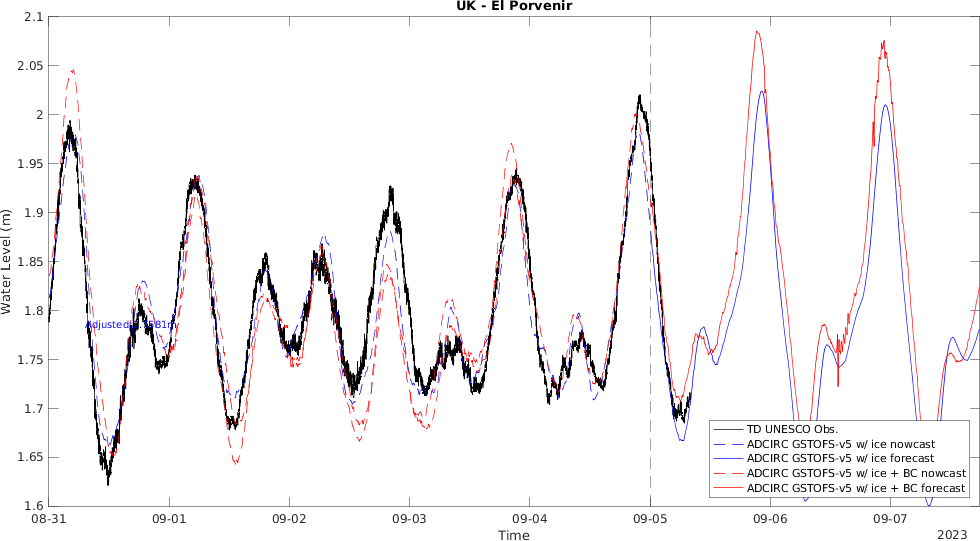 UK - El Porvenir
2.1
2.05
2
1.95
1.9
1.85
1.8
1.75
1.7
1.65
1.6
Water Level (m)
Adjusted
08-31
09-01
09-02
09-03
09-04
09-05
09-06
09-07
Time
2023
TD UNESCO Obs.
ADCIRC GSTOFS-v5 w/ ice nowcast
ADCIRC GSTOFS-v5 w/ ice forecast
ADCIRC GSTOFS-v5 w/ ice + BC nowcast
ADCIRC GSTOFS-v5 w/ ice + BC forecast